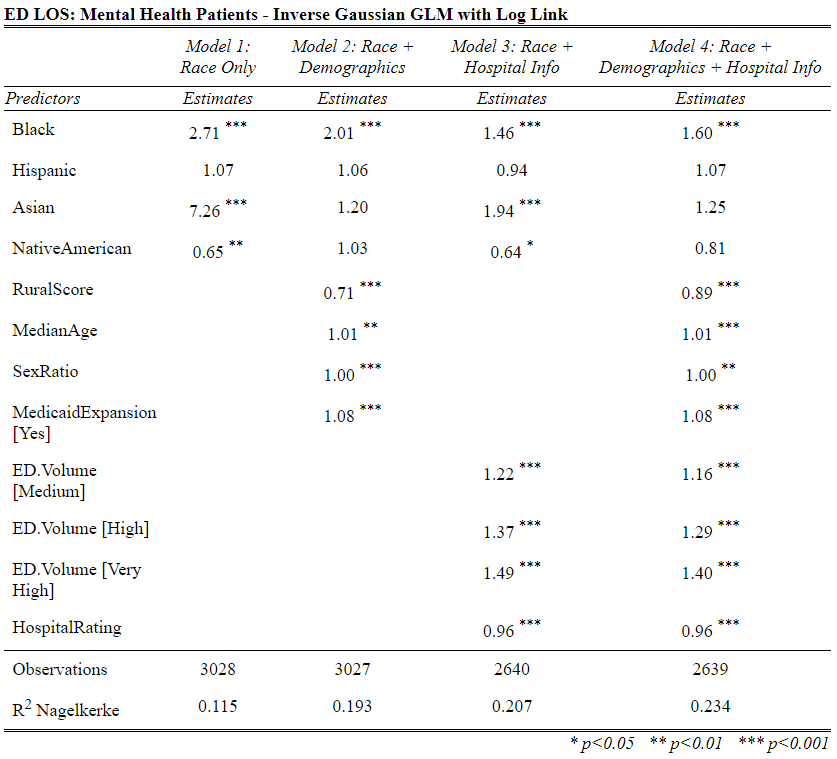 ED LOS: Mental Health Patients - Inverse Gaussian GLM with Log Link
Model 1: Race Only Model 2: Race + Demographics Model 3: Race + Hospital Info Model 4: Race + Demographics + Hospital Info
Predictors Estimates Estimates Estimates Estimates
Black 2.71 *** 2.01 *** 1.46 *** 1.60 ***
Hispanic 1.07 1.06 0.94 1.07
Asian 7.26 *** 1.20 1.94 *** 1.25
NativeAmerican 0.65 ** 1.03 0.64 * 0.81
RuralScore 0.71 *** 0.89 ***
MedianAge 1.01 ** 1.01 ***
SexRatio 1.00 *** 1.00 **
MedicaidExpansion [Yes] 1.08 *** 1.08 ***
ED.Volume [Medium] 1.22 *** 1.16 ***
ED.Volume [High] 1.37 *** 1.29 ***
ED.Volume [Very High] 1.49 *** 1.40 ***
HospitalRating 0.96 *** 0.96 ***
Observations 3028 3027 2640 2639
R2 Nagelkerke 0.115 0.193 0.207 0.234
* p<0.05 ** p<0.01 *** p<0.001